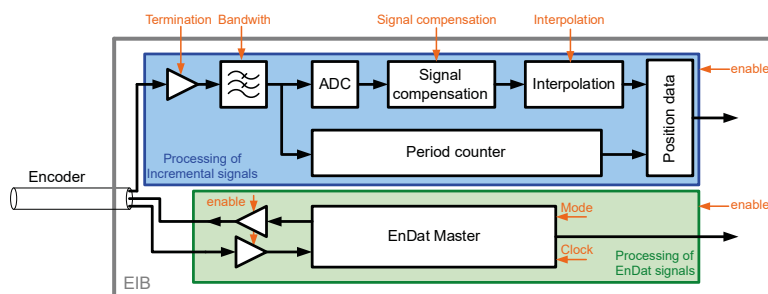 Termination
Bandwith
Signal compensation
Interpolation
ADC
Signal
compensation
Interpolation
Position data
enable
Period counter
Processing of
Incremental signals
Encoder
enable
EnDat Master
Mode
Clock
enable
Processing of
EnDat signals
EIB